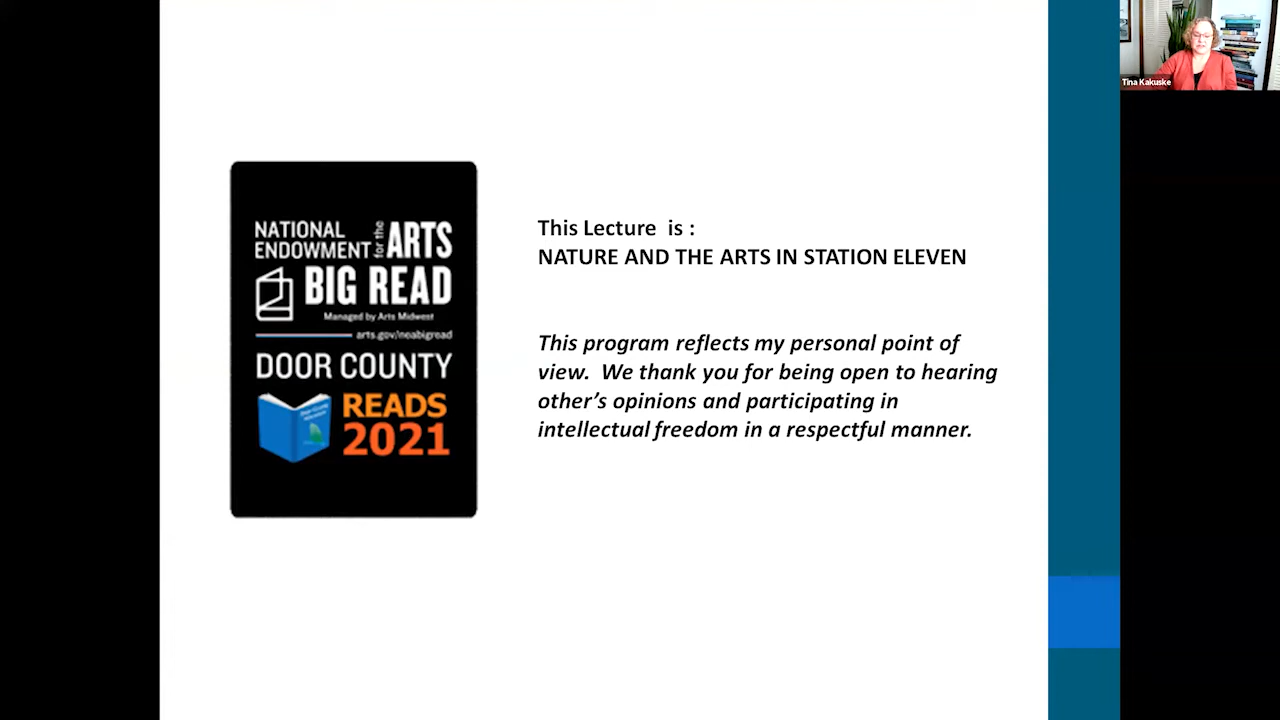 Tina Kakuske
NATIONAL
ENDOWMENT for the ARTS
BIG READ
Managed by Arts Midwest
arts.gov/neabigread
DOOR COUNTY
READS
2021
This Lecture is :
NATURE AND THE ARTS IN STATION ELEVEN
This program reflects my personal point of
view. We thank you for being open to hearing
other's opinions and participating in
intellectual freedom in a respectful manner.